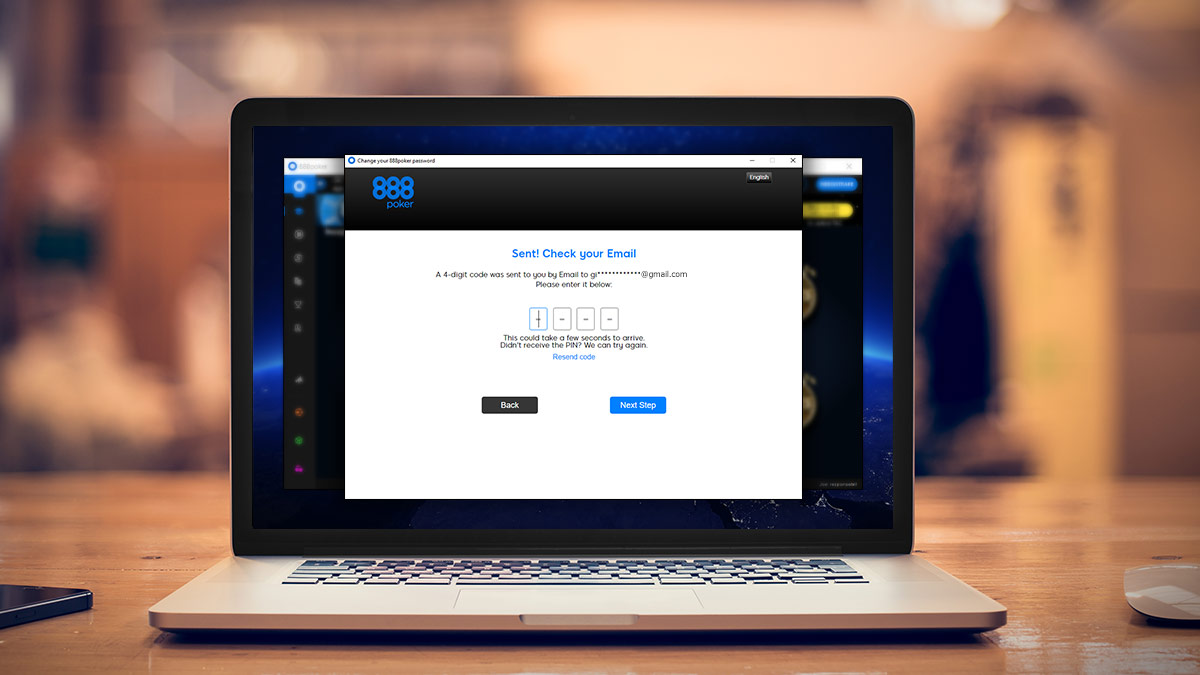 888poker
Change your 888poker password
English
888
poker
Sent! Check your Email
A 4-digit code was sent to you by Email to gi************@gmail.com
Please enter it below:
This could take a few seconds to arrive.
Didn't receive the PIN? We can try again.
Resend code
Back
Next Step